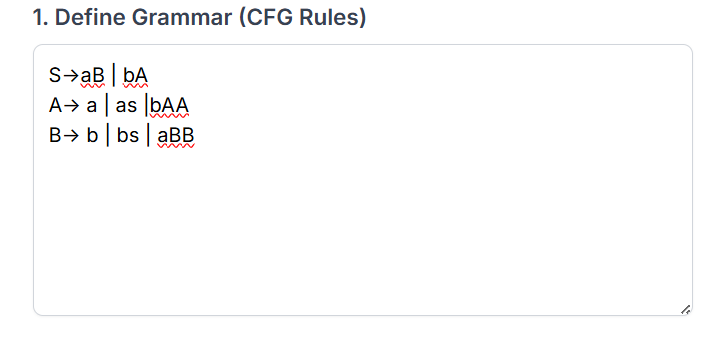 1. Define Grammar (CFG Rules)
S→aB | bA
A→ a | as |bAA
B→ b | bs | aBB